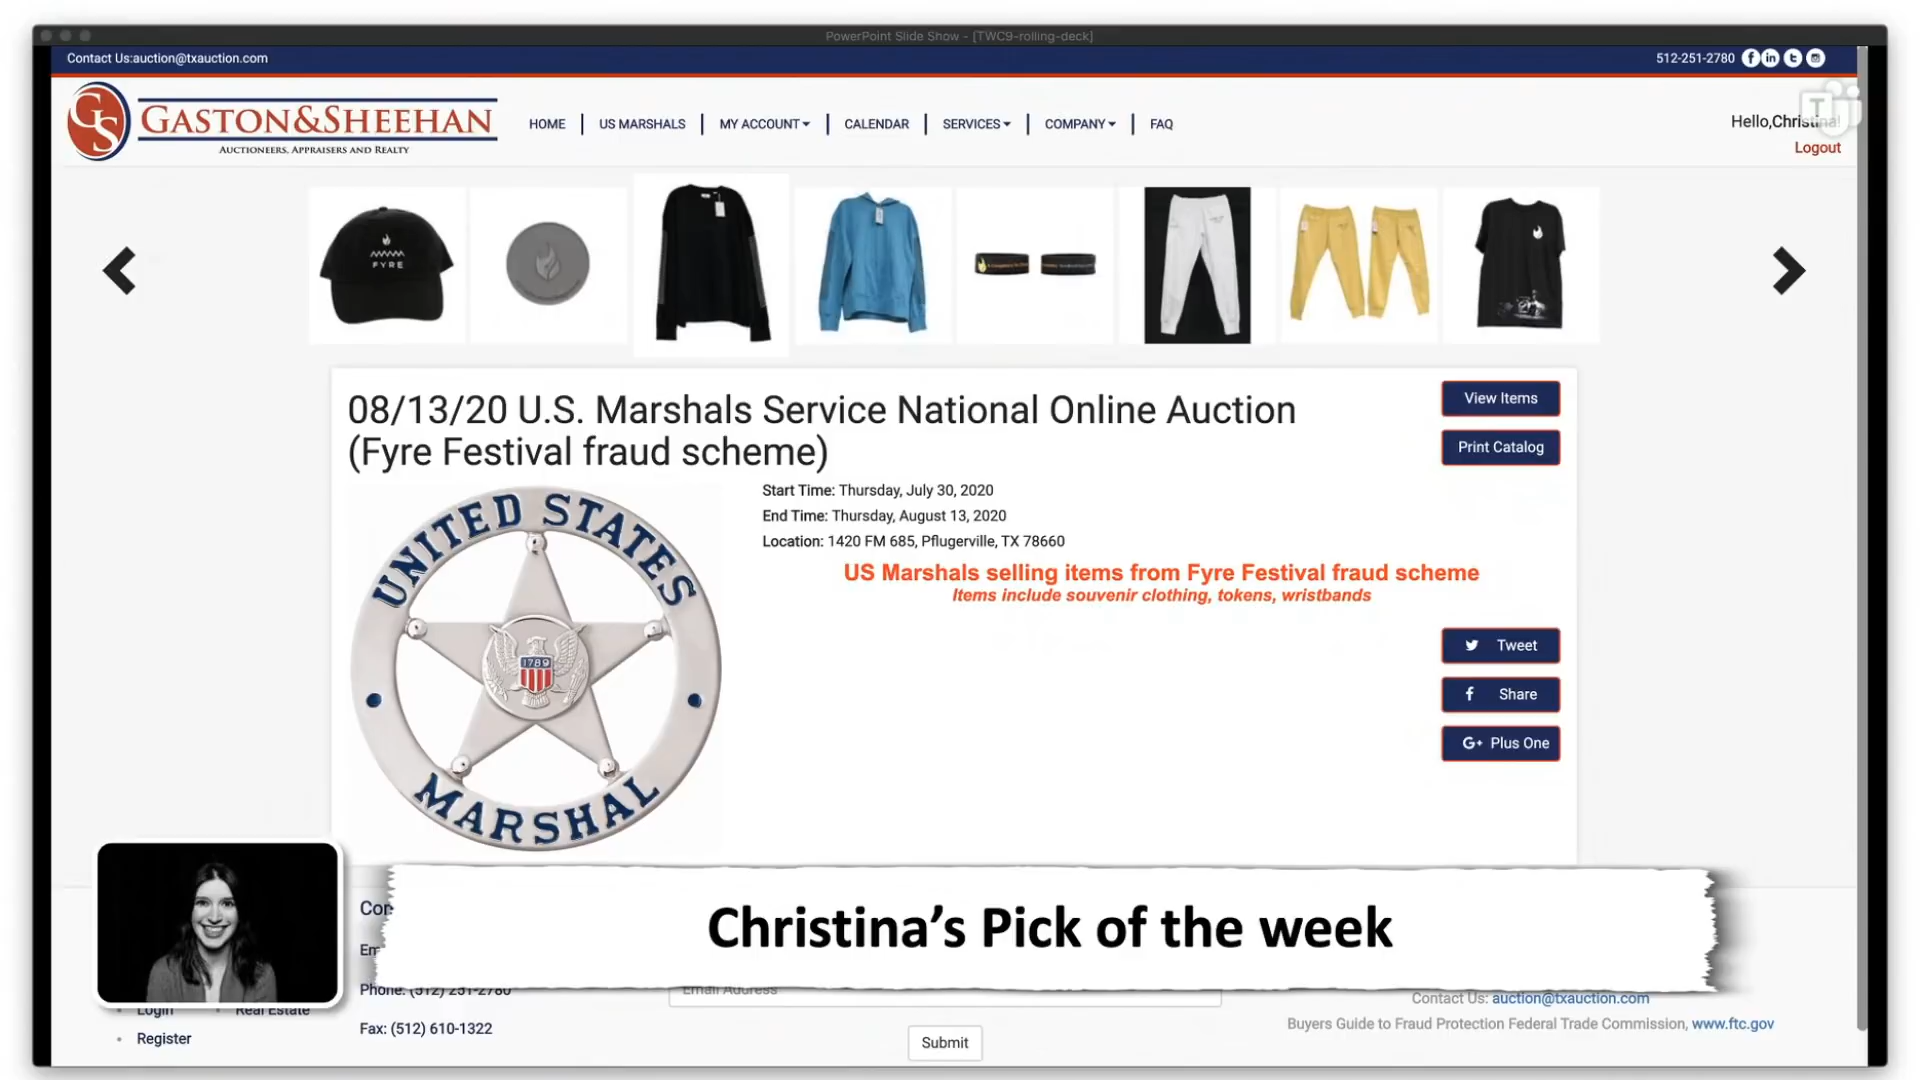 PowerPoint Slide Show - [TWC9-rolling-deck]
Contact Us:auction@txauction.com
512-251-2780
GASTON&SHEEHAN
AUCTIONEERS, APPRAISERS AND REALTY
HOME
US MARSHALS
MY ACCOUNT
CALENDAR
SERVICES
COMPANY
FAQ
Hello,Christina!
Logout
FYRE
08/13/20 U.S. Marshals Service National Online Auction
(Fyre Festival fraud scheme)
View Items
Print Catalog
Start Time: Thursday, July 30, 2020
End Time: Thursday, August 13, 2020
Location: 1420 FM 685, Pflugerville, TX 78660
US Marshals selling items from Fyre Festival fraud scheme
Items include souvenir clothing, tokens, wristbands
UNITED STATES
1789
MARSHAL
Tweet
Share
G+ Plus One
Christina's Pick of the week
Phone: (512) 251-2780
Email Address
Login
Real Estate
Register
Fax: (512) 610-1322
Submit
Contact Us: auction@txauction.com
Buyers Guide to Fraud Protection Federal Trade Commission, www.ftc.gov